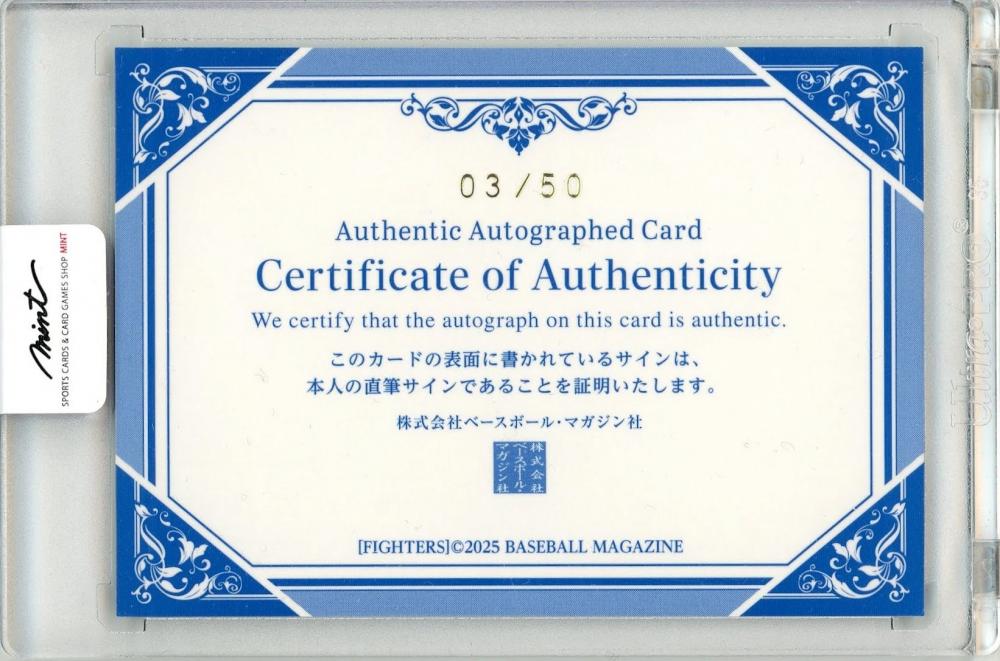 03/50
Authentic Autographed Card
Certificate of Authenticity
We certify that the autograph on this card is authentic.
このカードの表面に書かれているサインは、
本人の直筆サインであることを証明いたします。
株式会社ベースボール・マガジン社
株式会社
ベースボール・
マガジン社
[FIGHTERS]©2025 BASEBALL MAGAZINE
mint
SPORTS CARDS & CARD GAMES SHOP MINT
Ultra·PRO®